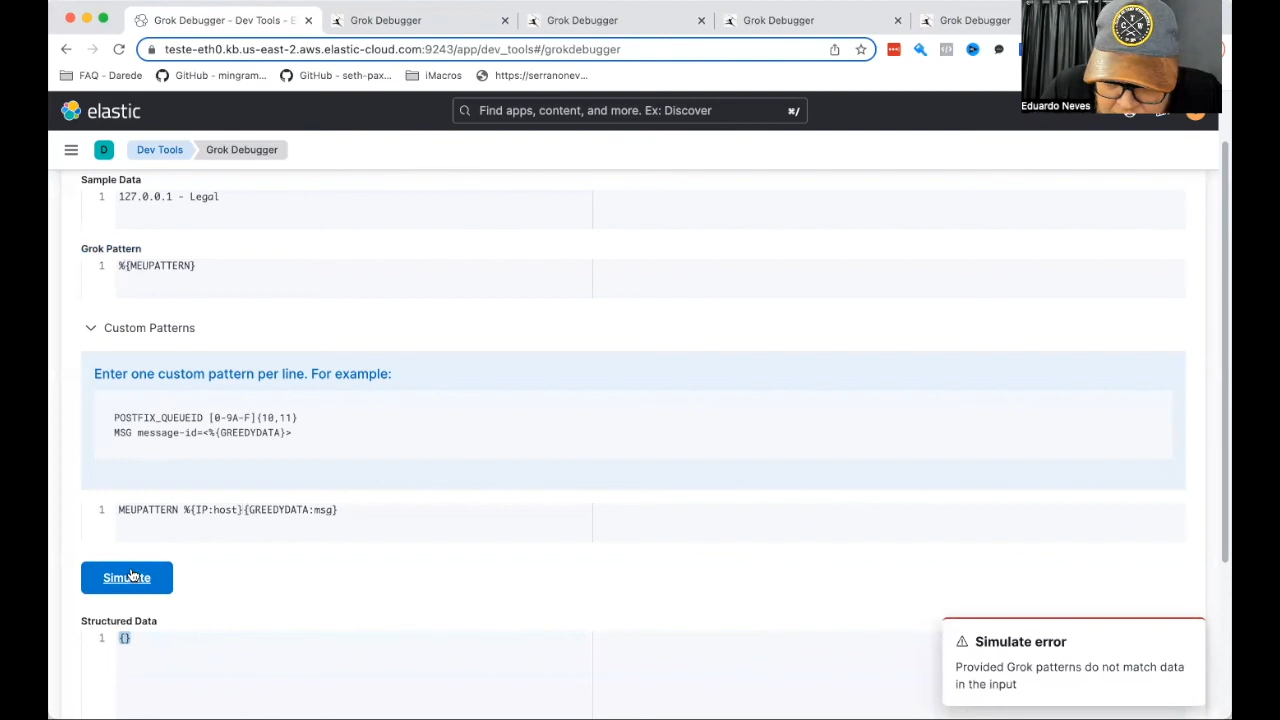 Grok Debugger - Dev Tools - E
Grok Debugger
Grok Debugger
Grok Debugger
Grok Debugger
teste-eth0.kb.us-east-2.aws.elastic-cloud.com:9243/app/dev_tools#/grokdebugger
FAQ - Darede
GitHub - mingram...
GitHub - seth-pax...
iMacros
https://serranonev...
Eduardo Neves
elastic
Find apps, content, and more. Ex: Discover
⌘/
D
Dev Tools
Grok Debugger
Sample Data
1 127.0.0.1 - Legal
Grok Pattern
1 %{MEUPATTERN}
Custom Patterns
Enter one custom pattern per line. For example:
POSTFIX_QUEUEID [0-9A-F]{10,11}
MSG message-id=<%{GREEDYDATA}>
1 MEUPATTERN %{IP:host}{GREEDYDATA:msg}
Simulate
Structured Data
1 {}
Simulate error
Provided Grok patterns do not match data
in the input